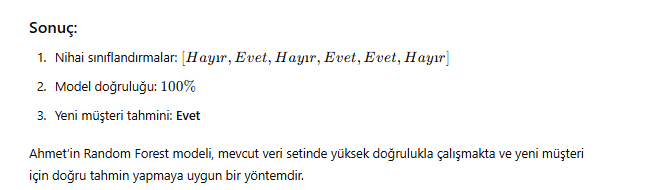 Sonuç:
1. Nihai sınıflandırmalar: [Hayır, Evet, Hayır, Evet, Evet, Hayır]
2. Model doğruluğu: 100%
3. Yeni müşteri tahmini: Evet
Ahmet'in Random Forest modeli, mevcut veri setinde yüksek doğrulukla çalışmakta ve yeni müşteri
için doğru tahmin yapmaya uygun bir yöntemdir.